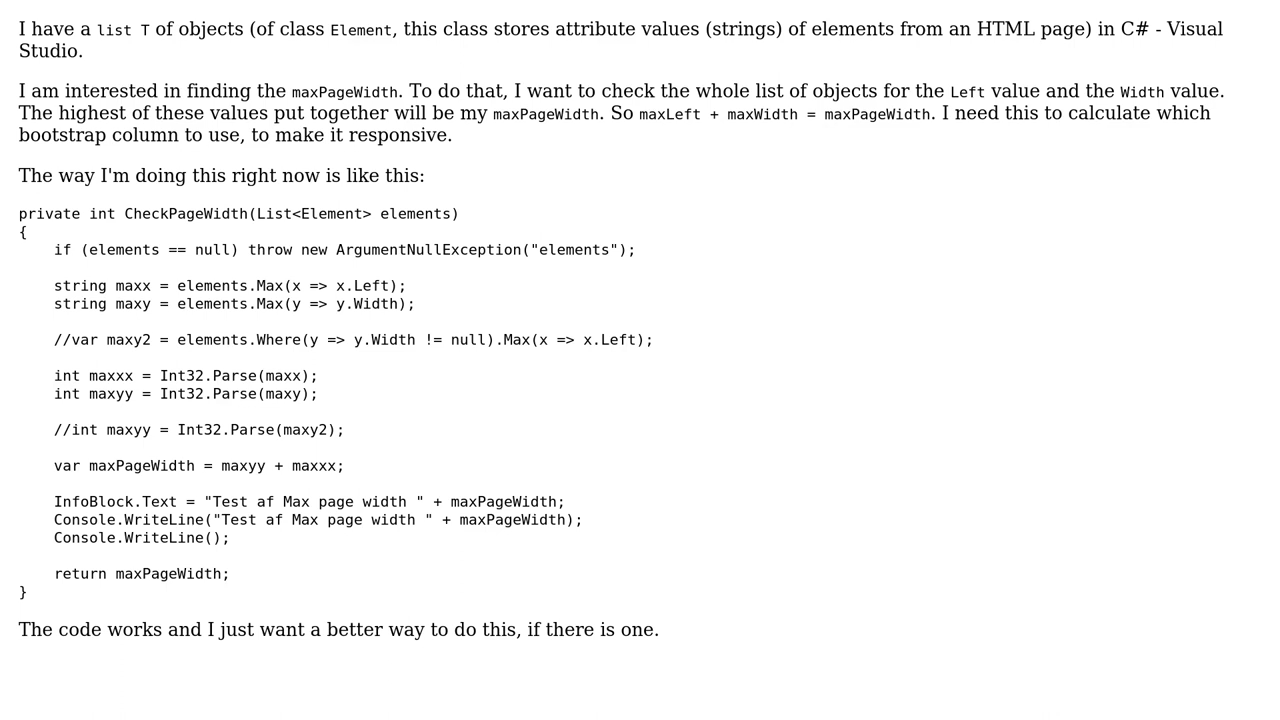 I have a list T of objects (of class Element, this class stores attribute values (strings) of elements from an HTML page) in C# - Visual
Studio.
I am interested in finding the maxPageWidth. To do that, I want to check the whole list of objects for the Left value and the Width value.
The highest of these values put together will be my maxPageWidth. So maxLeft + maxWidth = maxPageWidth. I need this to calculate which
bootstrap column to use, to make it responsive.
The way I'm doing this right now is like this:
private int CheckPageWidth(List<Element> elements)
{
    if (elements == null) throw new ArgumentNullException("elements");
    string maxx = elements.Max(x => x.Left);
    string maxy = elements.Max(y => y.Width);
    //var maxy2 = elements.Where(y => y.Width != null).Max(x => x.Left);
    int maxxx = Int32.Parse(maxx);
    int maxyy = Int32.Parse(maxy);
    //int maxyy = Int32.Parse(maxy2);
    var maxPageWidth = maxyy + maxxx;
    InfoBlock.Text = "Test af Max page width " + maxPageWidth;
    Console.WriteLine("Test af Max page width " + maxPageWidth);
    Console.WriteLine();
    return maxPageWidth;
}
The code works and I just want a better way to do this, if there is one.